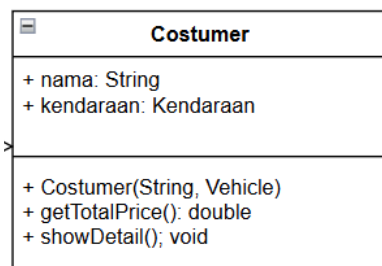 Costumer
+ nama: String
+ kendaraan: Kendaraan
+ Costumer(String, Vehicle)
+ getTotalPrice(): double
+ showDetail(); void